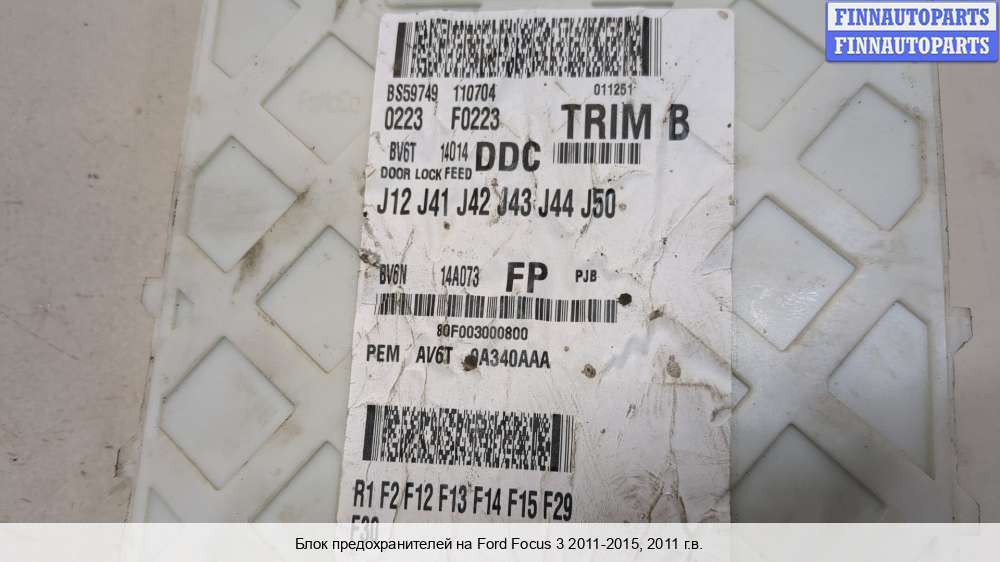 FINNAUTOPARTS
FINNAUTOPARTS
BS59749 110704 011251
0223 F0223 TRIM B
BV6T 14014 DDC
DOOR LOCK FEED
J12 J41 J42 J43 J44 J50
BV6N 14A073 FP PJB
80F003000800
PEM AV6T 9A340AAA
R1 F2 F12 F13 F14 F15 F29
F30
Блок предохранителей на Ford Focus 3 2011-2015, 2011 г.в.